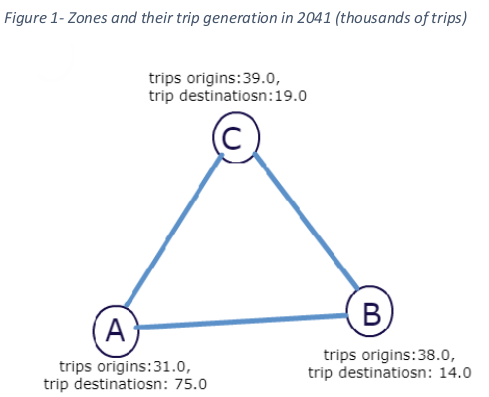 Figure 1- Zones and their trip generation in 2041 (thousands of trips)
trips origins:39.0,
trip destinatiosn:19.0
C
A
B
trips origins:31.0,
trip destinatiosn: 75.0
trips origins:38.0,
trip destinatiosn: 14.0